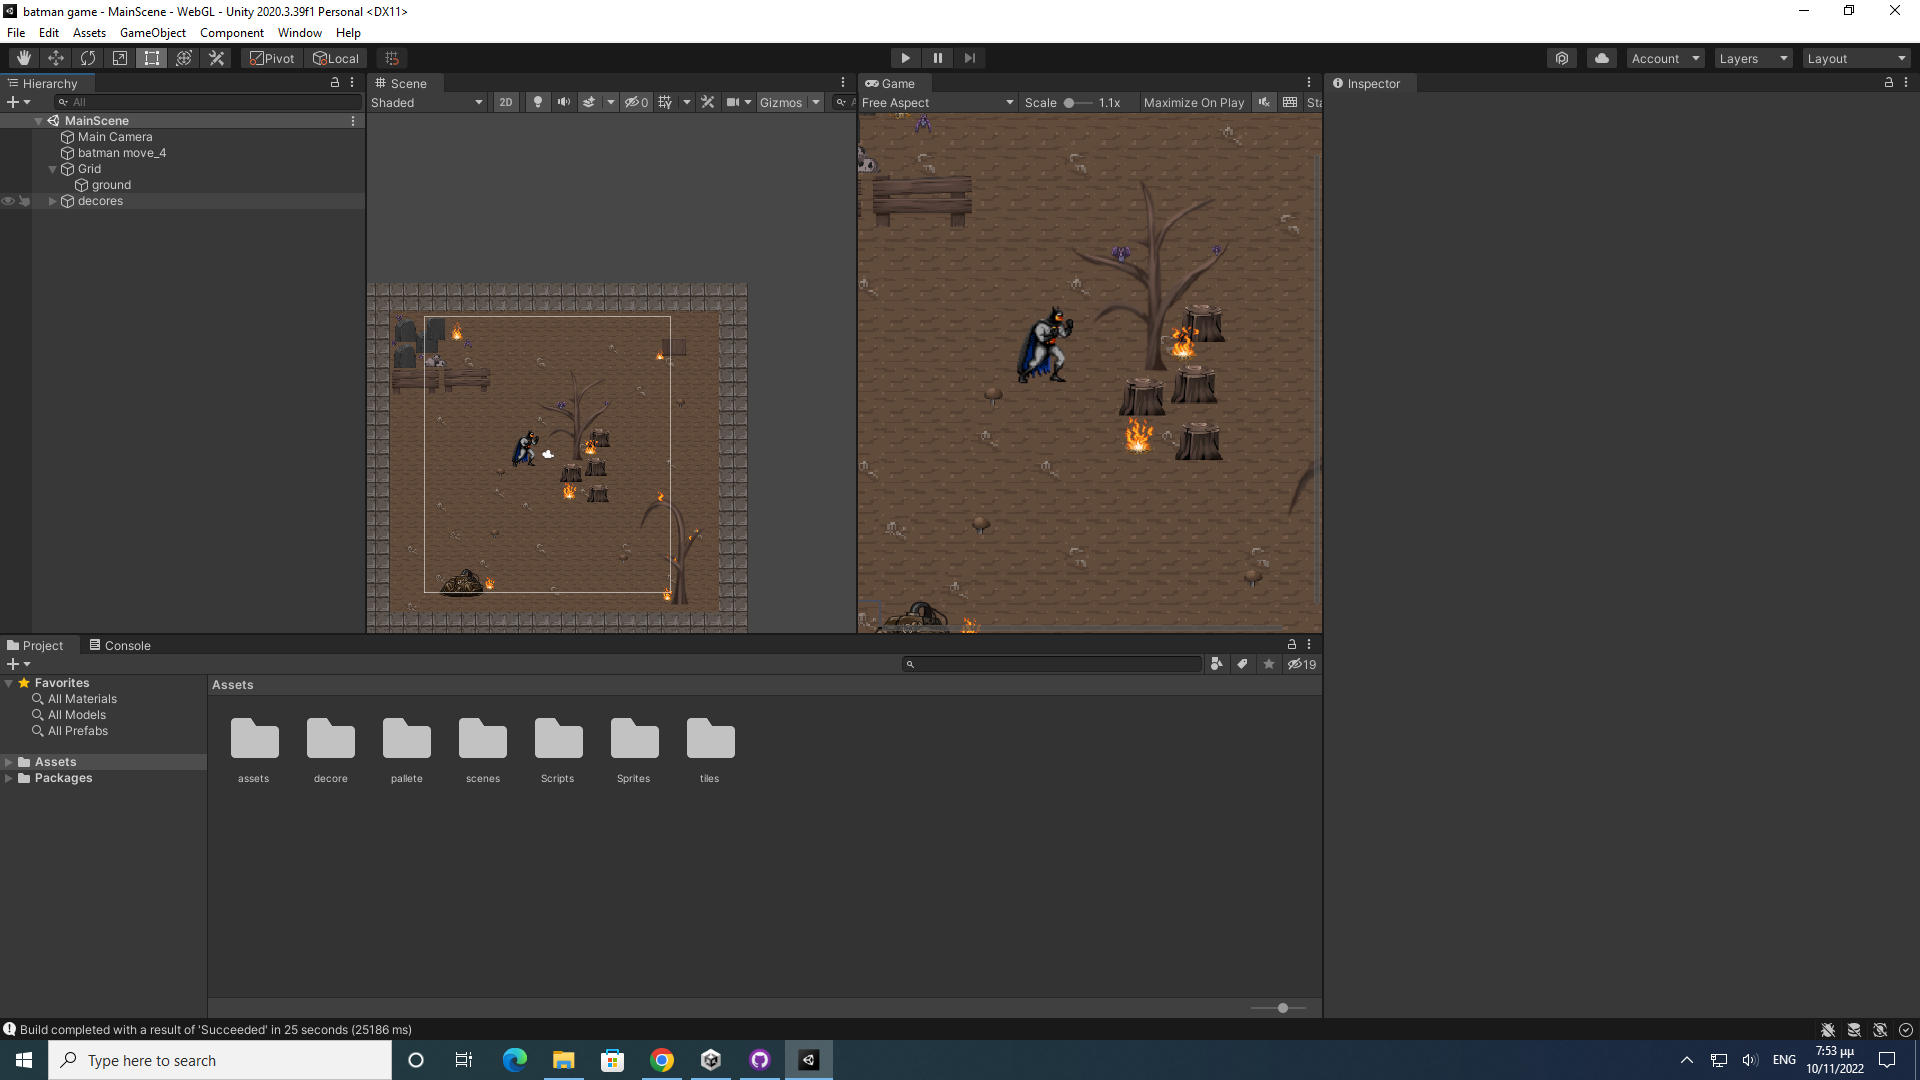 batman game - MainScene - WebGL - Unity 2020.3.39f1 Personal <DX11>
File Edit Assets GameObject Component Window Help
Pivot Local Account Layers Layout
Hierarchy Scene Game Inspector
All Shaded 2D 0 Gizmos Free Aspect Scale 1.1x Maximize On Play Sta
MainScene
Main Camera
batman move_4
Grid
ground
decores
Project Console
19
Favorites
All Materials
All Models
All Prefabs
Assets
Packages
Assets
assets decore pallete scenes Scripts Sprites tiles
Build completed with a result of 'Succeeded' in 25 seconds (25186 ms)
Type here to search
ENG
7:53 μμ
10/11/2022